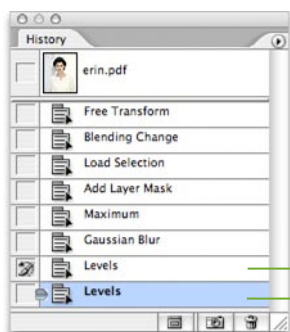 History
erin.pdf
Free Transform
Blending Change
Load Selection
Add Layer Mask
Maximum
Gaussian Blur
Levels
Levels